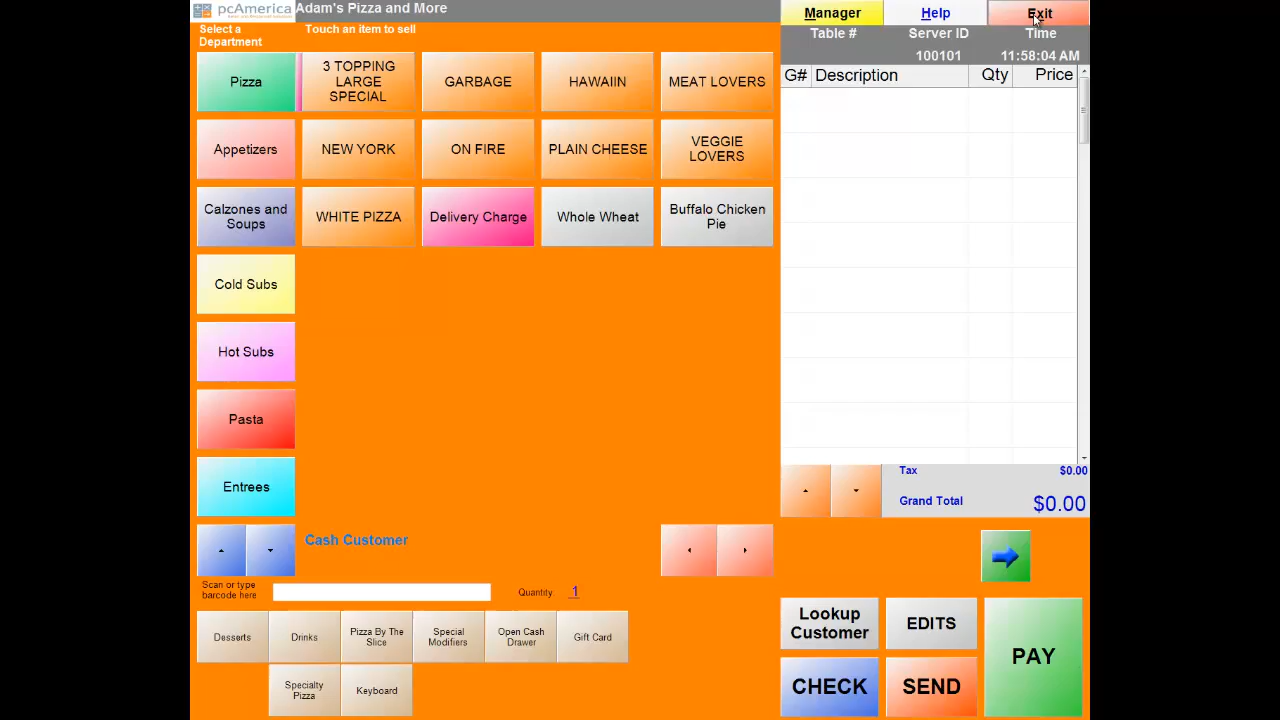 pcAmerica
Adam's Pizza and More
Manager
Help
Exit
Select a
Department
Touch an item to sell
Table #
Server ID
Time
100101
11:58:04 AM
G#
Description
Qty
Price
Pizza
3 TOPPING
LARGE
SPECIAL
GARBAGE
HAWAIIN
MEAT LOVERS
Appetizers
NEW YORK
ON FIRE
PLAIN CHEESE
VEGGIE
LOVERS
Calzones and
Soups
WHITE PIZZA
Delivery Charge
Whole Wheat
Buffalo Chicken
Pie
Cold Subs
Hot Subs
Pasta
Entrees
Tax
$0.00
Grand Total
$0.00
Cash Customer
Scan or type
barcode here
Quantity
1
Desserts
Drinks
Pizza By The
Slice
Special
Modifiers
Open Cash
Drawer
Gift Card
Specialty
Pizza
Keyboard
Lookup
Customer
EDITS
PAY
CHECK
SEND